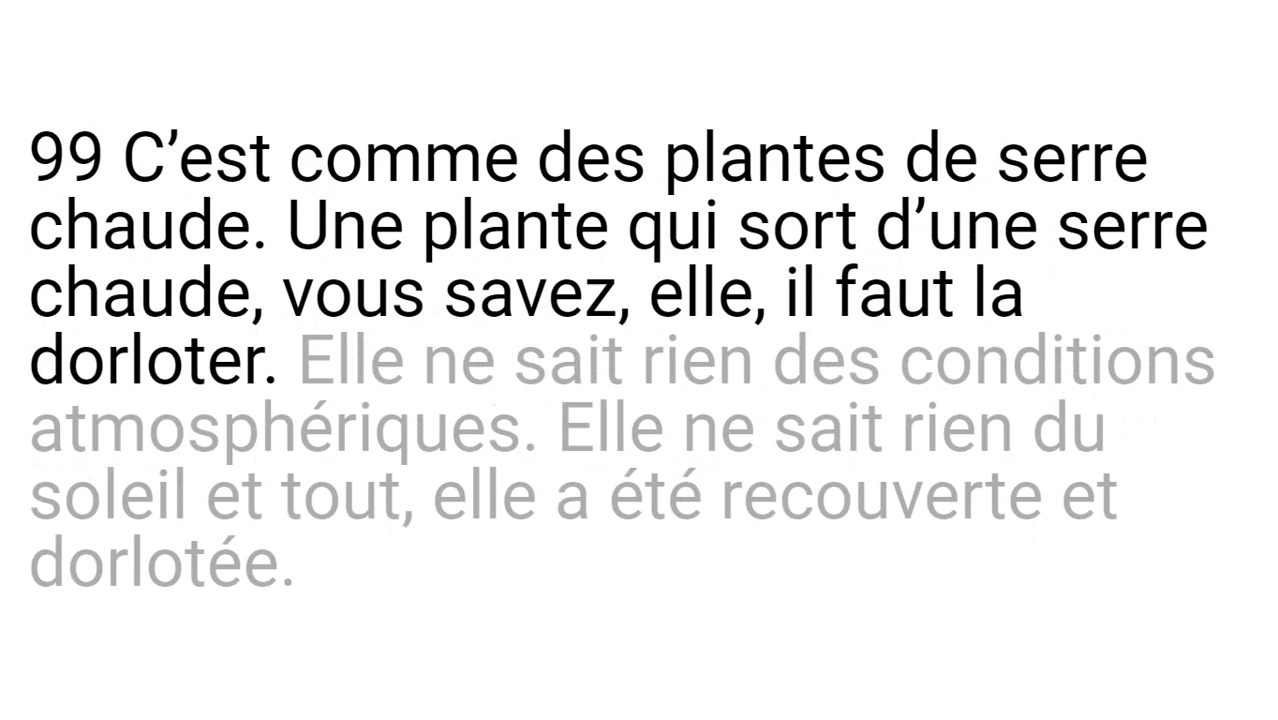 99 C’est comme des plantes de serre
chaude. Une plante qui sort d’une serre
chaude, vous savez, elle, il faut la
dorloter. Elle ne sait rien des conditions
atmosphériques. Elle ne sait rien du
soleil et tout, elle a été recouverte et
dorlotée.